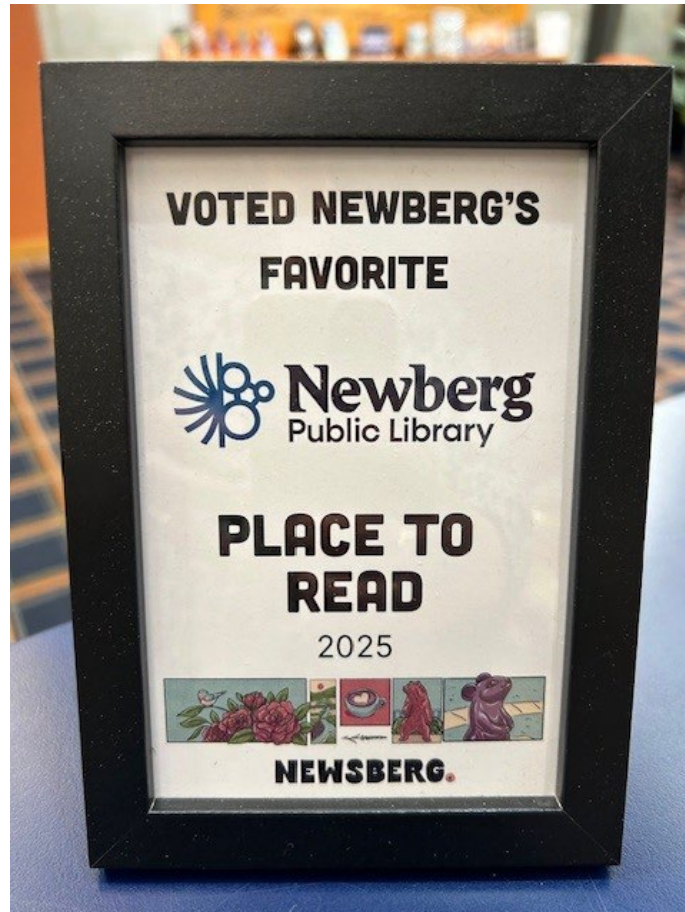 VOTED NEWBERG'S
FAVORITE
Newberg
Public Library
PLACE TO
READ
2025
NEWSBERG.